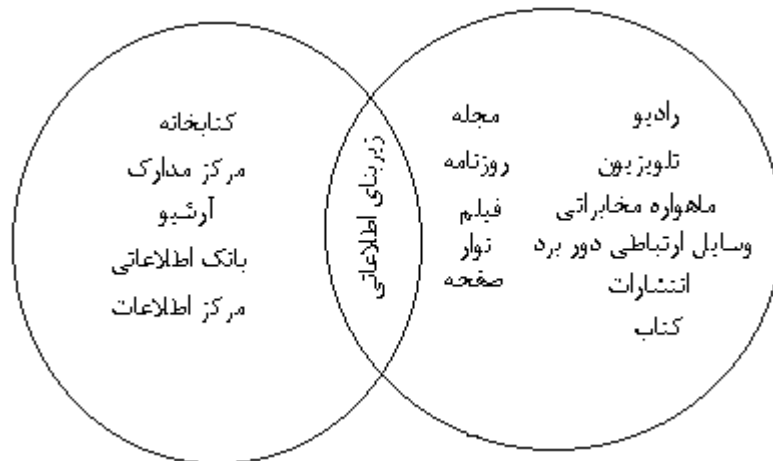 رادیو
تلویزیون
ماهواره مخابراتی
وسایل ارتباطی دور برد
انتشارات
کتاب
مجله
روزنامه
فیلم
نوار
صفحه
زیربنای اطلاعاتی
کتابخانه
مرکز مدارک
آرشیو
بانک اطلاعاتی
مرکز اطلاعات